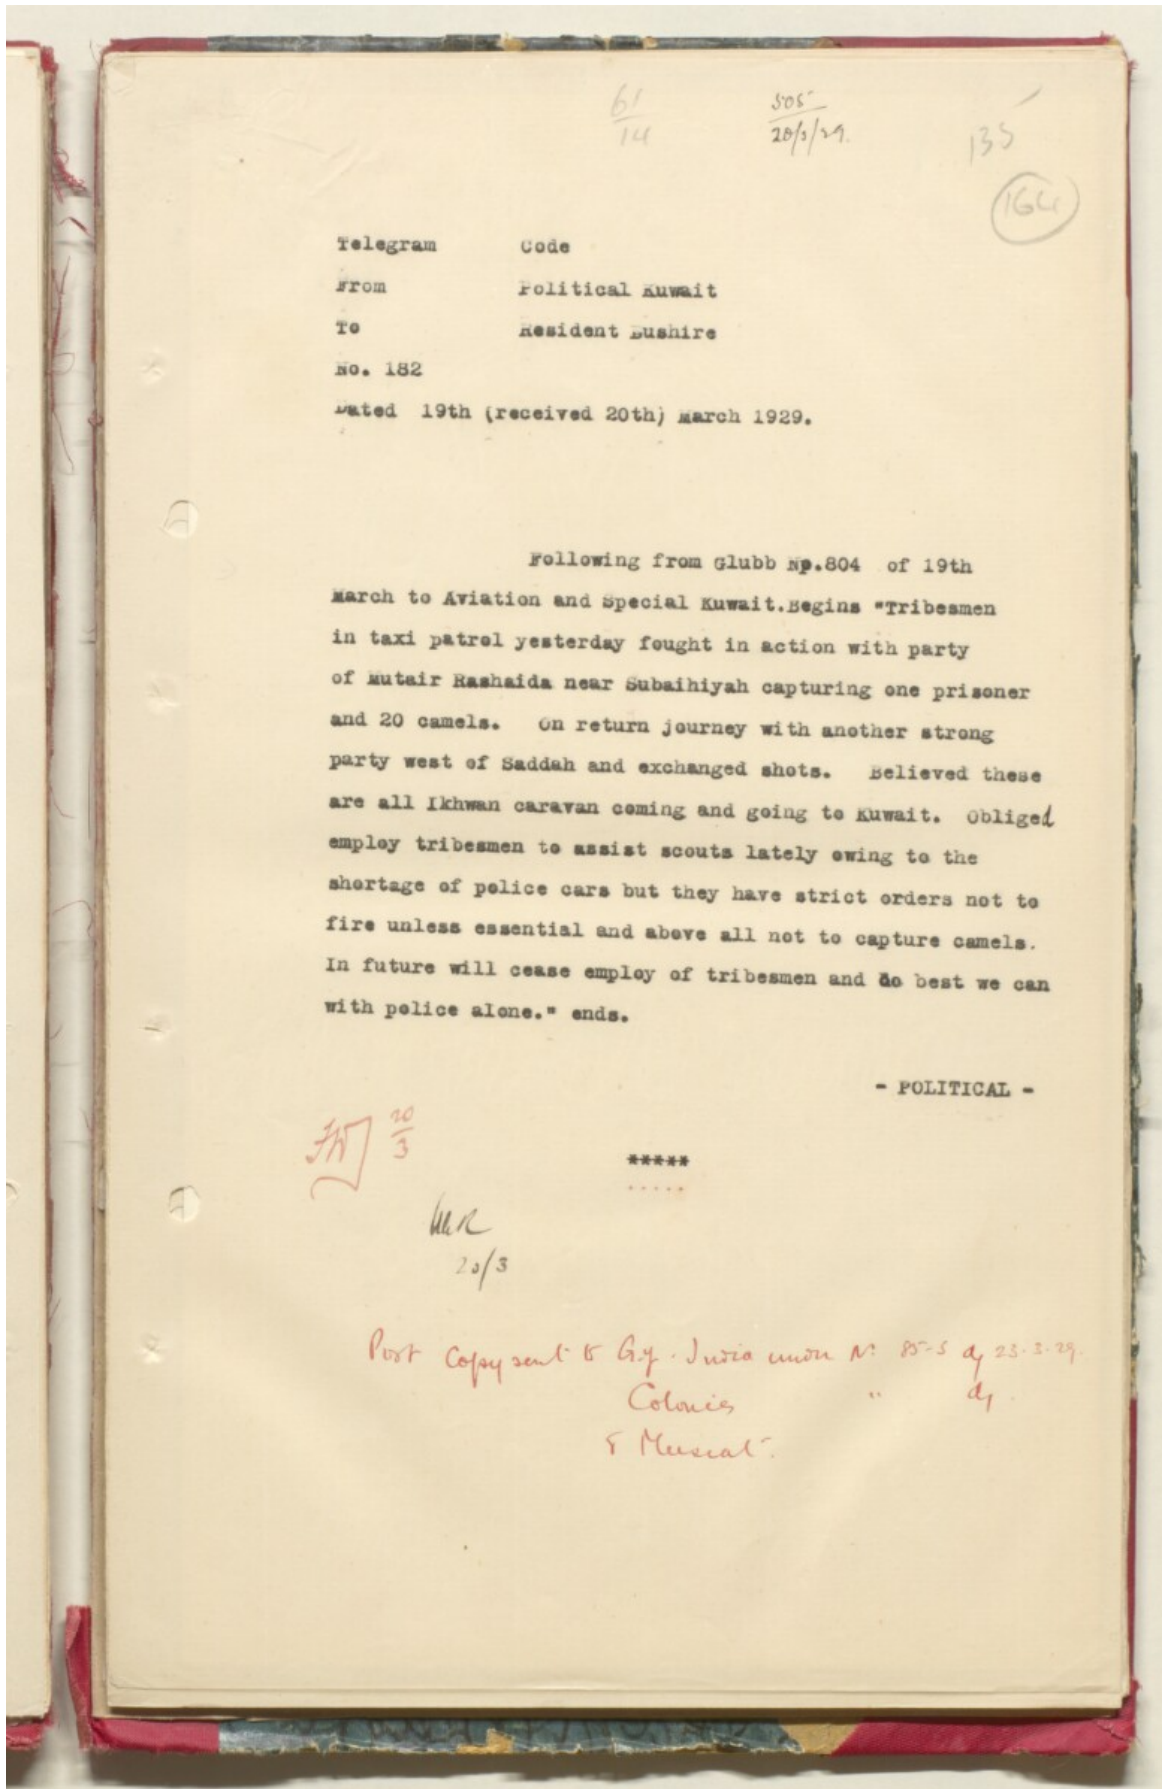 61
14
505
20/3/29.
135
164
Telegram Code
From Political Kuwait
To Resident Bushire
No. 182
Dated 19th (received 20th) March 1929.
Following from Glubb No.804 of 19th
March to Aviation and Special Kuwait.Begins "Tribesmen
in taxi patrol yesterday fought in action with party
of Mutair Rashaida near Subaihiyah capturing one prisoner
and 20 camels. On return journey with another strong
party west of Saddah and exchanged shots. Believed these
are all Ikhwan caravan coming and going to Kuwait. Obliged
employ tribesmen to assist scouts lately owing to the
shortage of police cars but they have strict orders not to
fire unless essential and above all not to capture camels.
In future will cease employ of tribesmen and do best we can
with police alone." ends.
- POLITICAL -
20
3
*****
.....
20/3
Post Copy sent to G.of. India under No 85-S of 23.3.29.
Colonies " of
& Muscat.